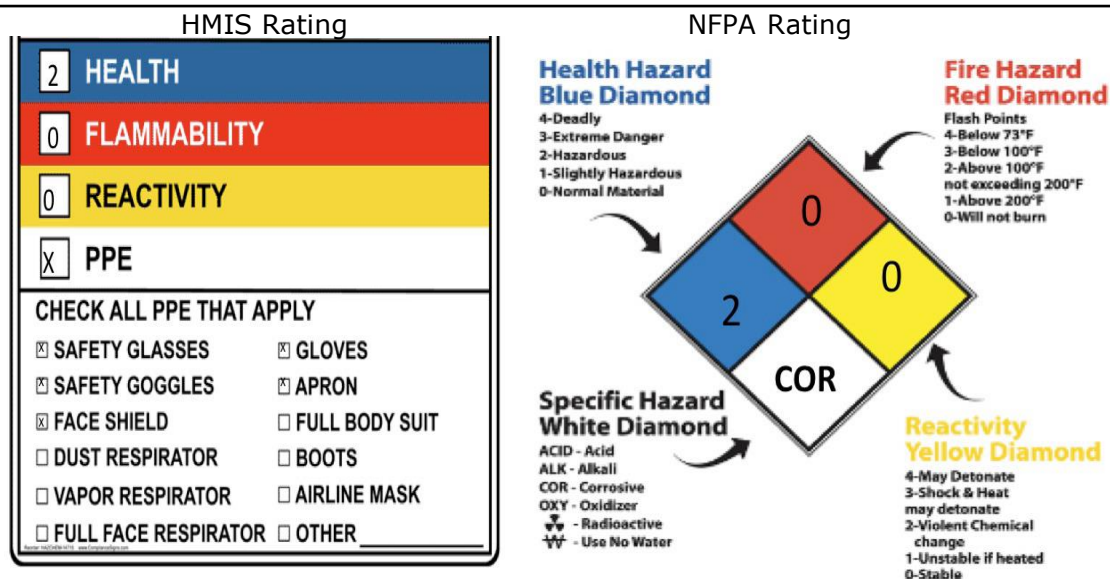 HMIS Rating
2 HEALTH
0 FLAMMABILITY
0 REACTIVITY
X PPE
CHECK ALL PPE THAT APPLY
☒ SAFETY GLASSES ☒ GLOVES
☒ SAFETY GOGGLES ☒ APRON
☒ FACE SHIELD ☐ FULL BODY SUIT
☐ DUST RESPIRATOR ☐ BOOTS
☐ VAPOR RESPIRATOR ☐ AIRLINE MASK
☐ FULL FACE RESPIRATOR ☐ OTHER
NFPA Rating
Health Hazard
Blue Diamond
4-Deadly
3-Extreme Danger
2-Hazardous
1-Slightly Hazardous
0-Normal Material
Fire Hazard
Red Diamond
Flash Points
4-Below 73°F
3-Below 100°F
2-Above 100°F
not exceeding 200°F
1-Above 200°F
0-Will not burn
0
2
0
COR
Specific Hazard
White Diamond
ACID - Acid
ALK - Alkali
COR - Corrosive
OXY - Oxidizer
- Radioactive
W - Use No Water
Reactivity
Yellow Diamond
4-May Detonate
3-Shock & Heat
may detonate
2-Violent Chemical
change
1-Unstable if heated
0-Stable